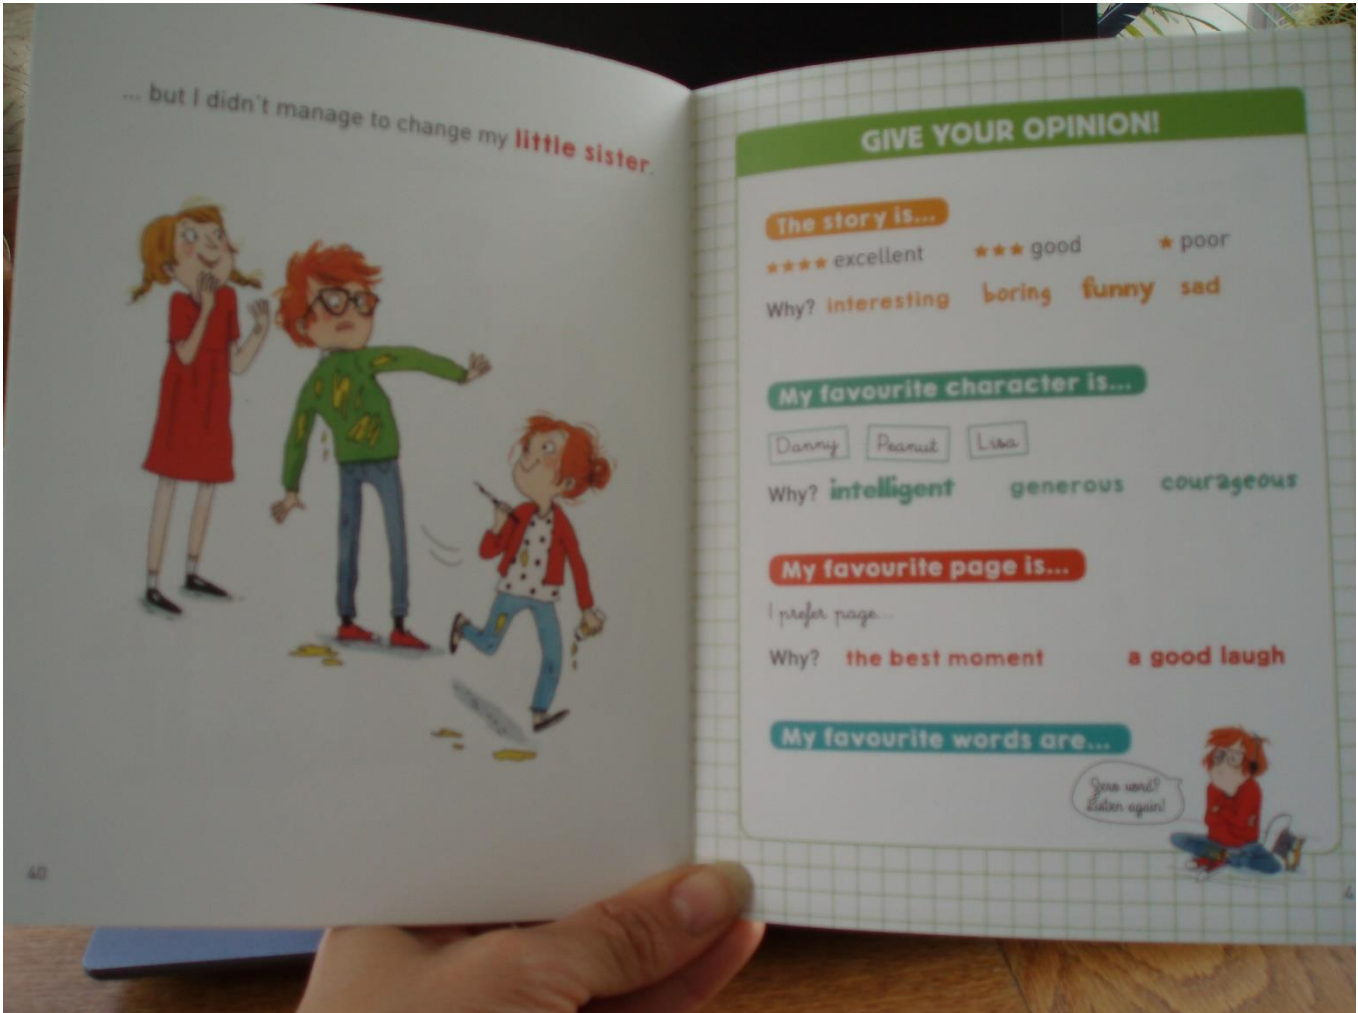 ... but I didn't manage to change my little sister.
40
GIVE YOUR OPINION!
The story is...
★★★★ excellent ★★★ good ★ poor
Why? interesting boring funny sad
My favourite character is...
Danny Peanut Lisa
Why? intelligent generous courageous
My favourite page is...
I prefer page...
Why? the best moment a good laugh
My favourite words are...
Zero word?
Listen again!
4